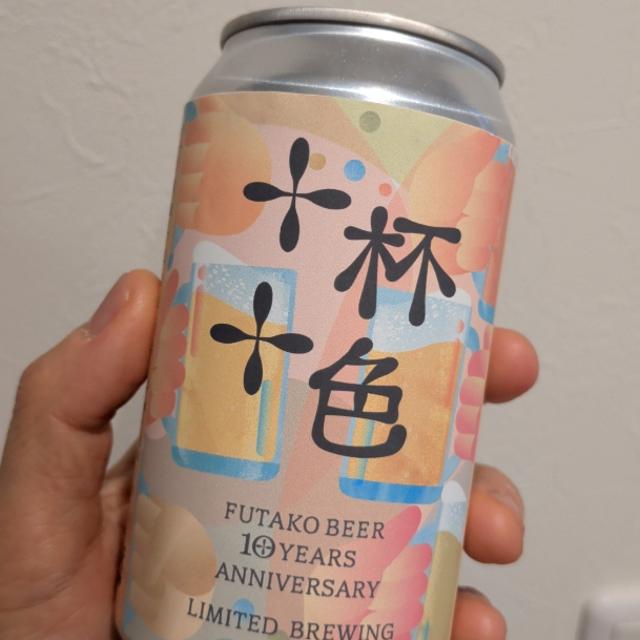 十杯
十色
FUTAKO BEER
10 YEARS
ANNIVERSARY
LIMITED BREWING